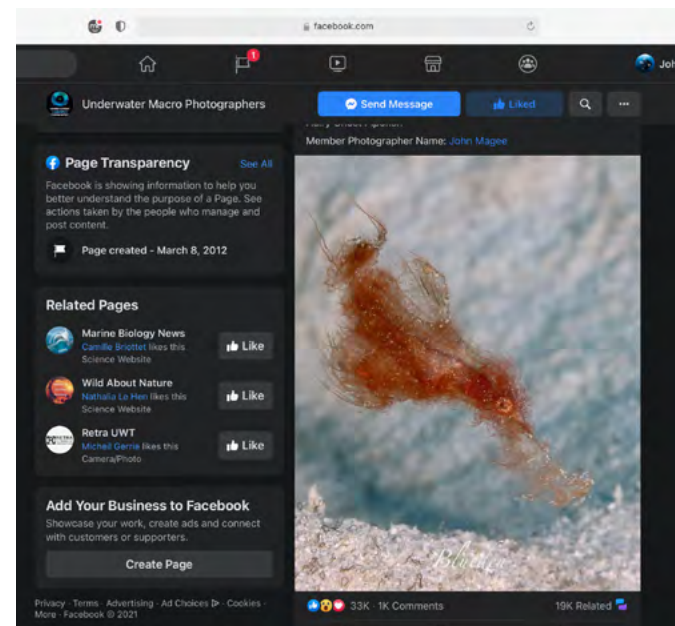 facebook.com
1
Joh
Underwater Macro Photographers
Send Message
Liked
Member Photographer Name: John Magee
Page Transparency
See All
Facebook is showing information to help you
better understand the purpose of a Page. See
actions taken by the people who manage and
post content.
Page created - March 8, 2012
Related Pages
Marine Biology News
Camille Briottet likes this
Science Website
Like
Wild About Nature
Nathalia Le Hen likes this
Science Website
Like
Retra UWT
Micheil Gerrie likes this
Camera/Photo
Like
Add Your Business to Facebook
Showcase your work, create ads and connect
with customers or supporters.
Create Page
Privacy · Terms · Advertising · Ad Choices · Cookies ·
More · Facebook © 2021
33K · 1K Comments
19K Related